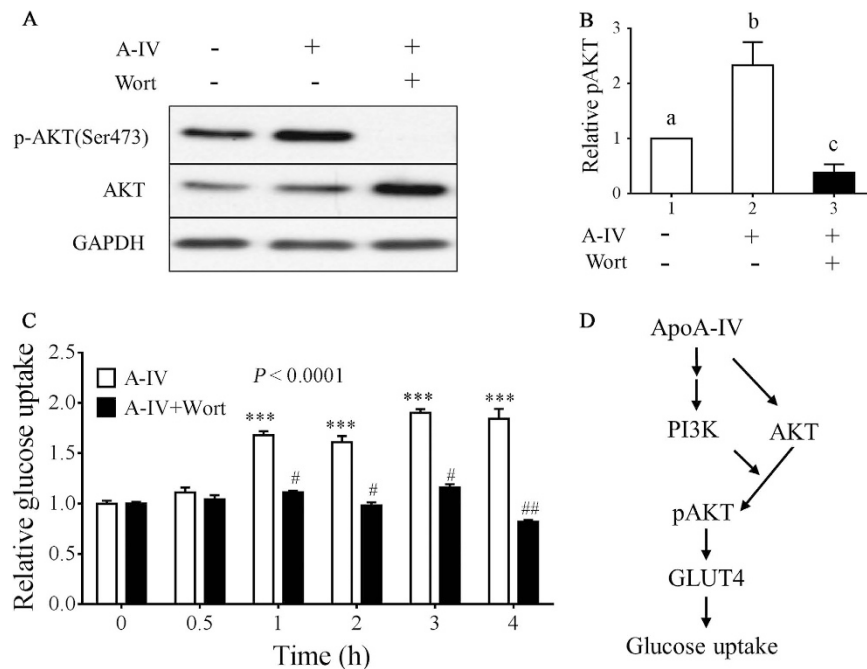 A
A-IV - + +
Wort - - +
p-AKT(Ser473)
AKT
GAPDH
B
Relative pAKT
3
2
1
0
a
b
c
1 2 3
A-IV - + +
Wort - - +
C
Relative glucose uptake
2.5
2.0
1.5
1.0
0.5
0.0
A-IV
A-IV+Wort
P < 0.0001
*** *** *** ***
# # # ##
0 0.5 1 2 3 4
Time (h)
D
ApoA-IV
PI3K AKT
pAKT
GLUT4
Glucose uptake